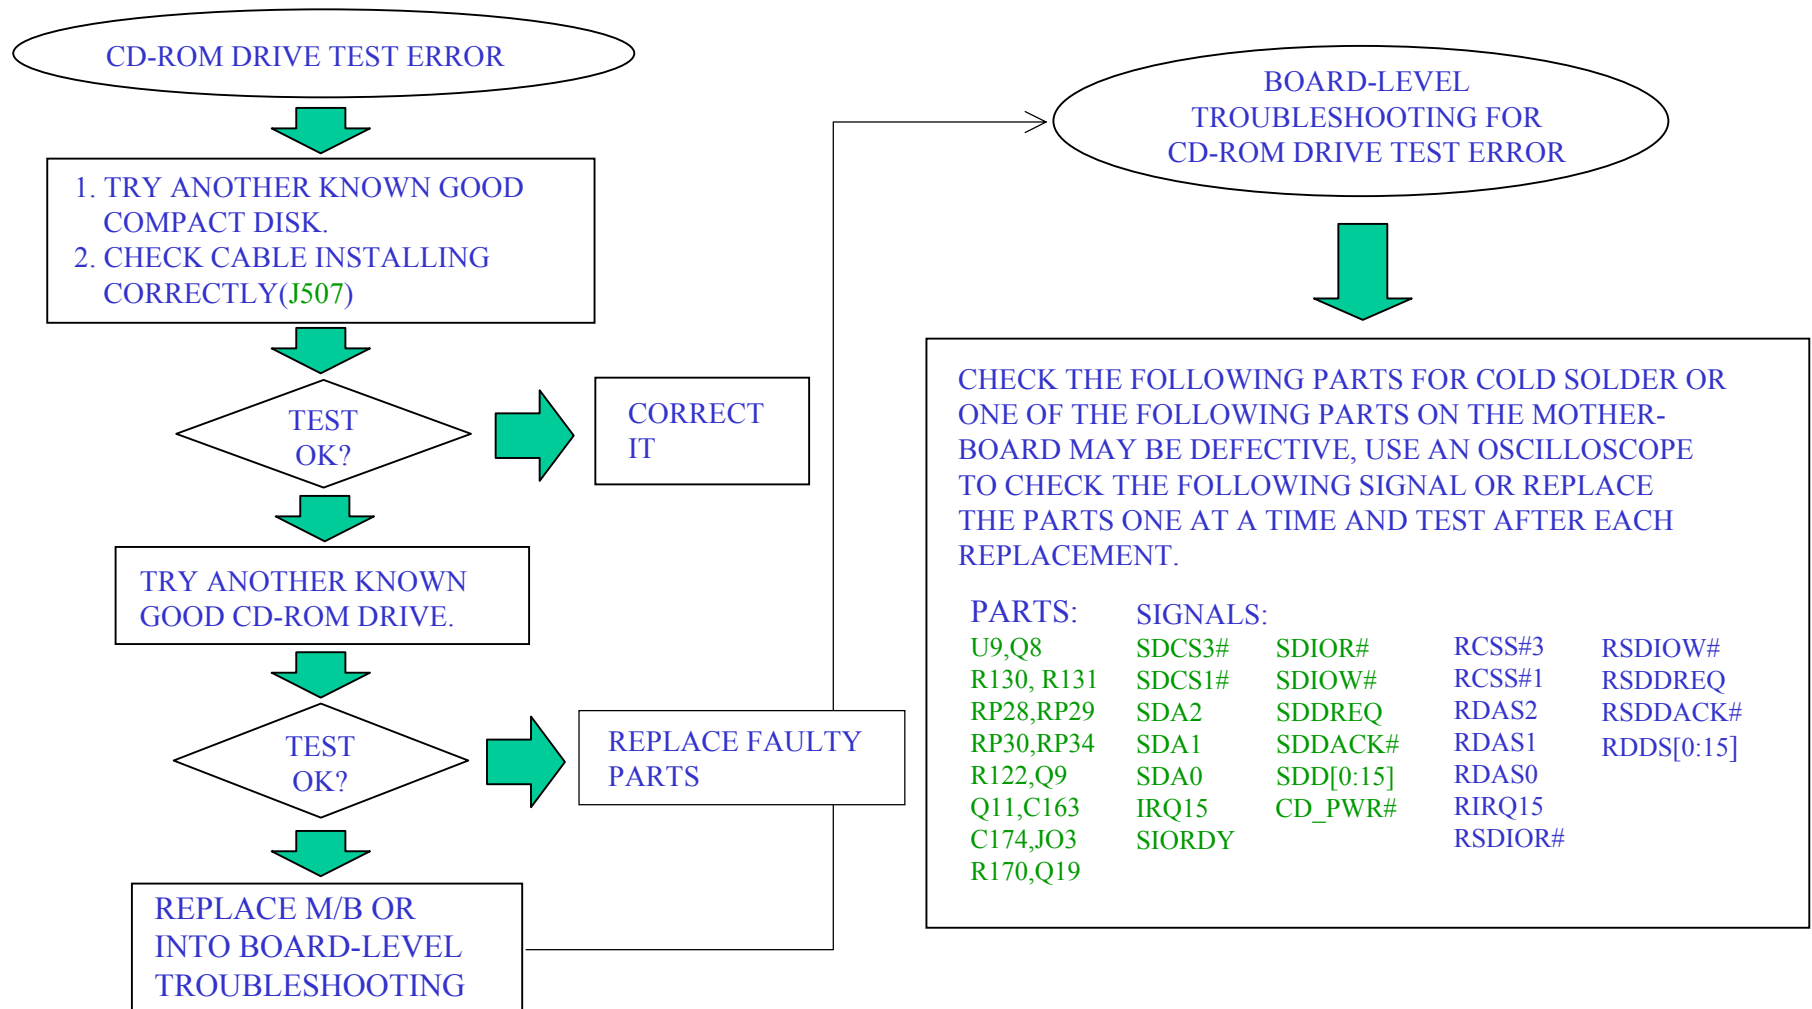 CD-ROM DRIVE TEST ERROR
1. TRY ANOTHER KNOWN GOOD
COMPACT DISK.
2. CHECK CABLE INSTALLING
CORRECTLY(J507)
TEST
OK?
CORRECT
IT
TRY ANOTHER KNOWN
GOOD CD-ROM DRIVE.
TEST
OK?
REPLACE FAULTY
PARTS
REPLACE M/B OR
INTO BOARD-LEVEL
TROUBLESHOOTING
BOARD-LEVEL
TROUBLESHOOTING FOR
CD-ROM DRIVE TEST ERROR
CHECK THE FOLLOWING PARTS FOR COLD SOLDER OR
ONE OF THE FOLLOWING PARTS ON THE MOTHER-
BOARD MAY BE DEFECTIVE, USE AN OSCILLOSCOPE
TO CHECK THE FOLLOWING SIGNAL OR REPLACE
THE PARTS ONE AT A TIME AND TEST AFTER EACH
REPLACEMENT.
PARTS:
U9,Q8
R130, R131
RP28,RP29
RP30,RP34
R122,Q9
Q11,C163
C174,JO3
R170,Q19
SIGNALS:
SDCS3#
SDCS1#
SDA2
SDA1
SDA0
IRQ15
SIORDY
SDIOR#
SDIOW#
SDDREQ
SDDACK#
SDD[0:15]
CD_PWR#
RCSS#3
RCSS#1
RDAS2
RDAS1
RDAS0
RIRQ15
RSDIOR#
RSDIOW#
RSDDREQ
RSDDACK#
RDDS[0:15]